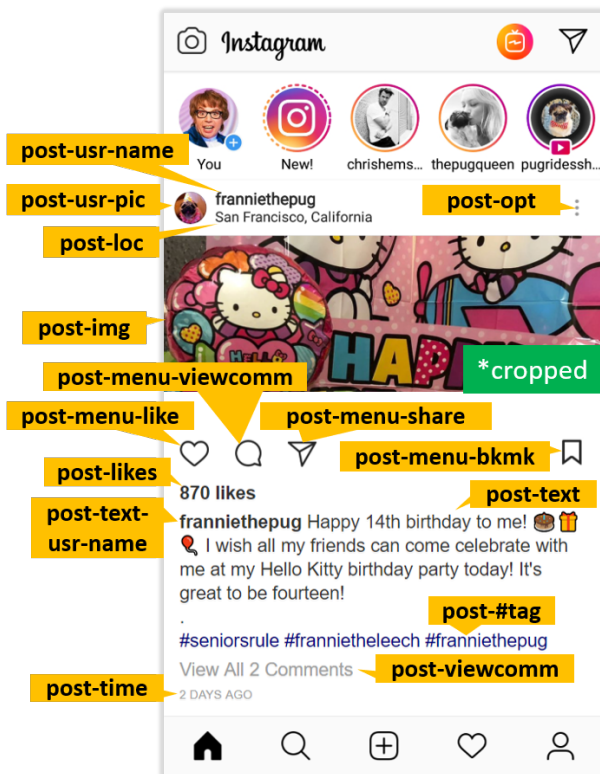 Instagram
You New! chrishems... thepugqueen pugridessh...
post-usr-name
post-usr-pic franniethepug post-opt
San Francisco, California
post-loc
post-img
HELLO
HAP
*cropped
post-menu-viewcomm
post-menu-like post-menu-share
post-menu-bkmk
post-likes
870 likes
post-text
post-text-
usr-name
franniethepug Happy 14th birthday to me!
I wish all my friends can come celebrate with
me at my Hello Kitty birthday party today! It's
great to be fourteen!
.
post-#tag
#seniorsrule #frannietheleech #franniethepug
View All 2 Comments post-viewcomm
post-time
2 DAYS AGO